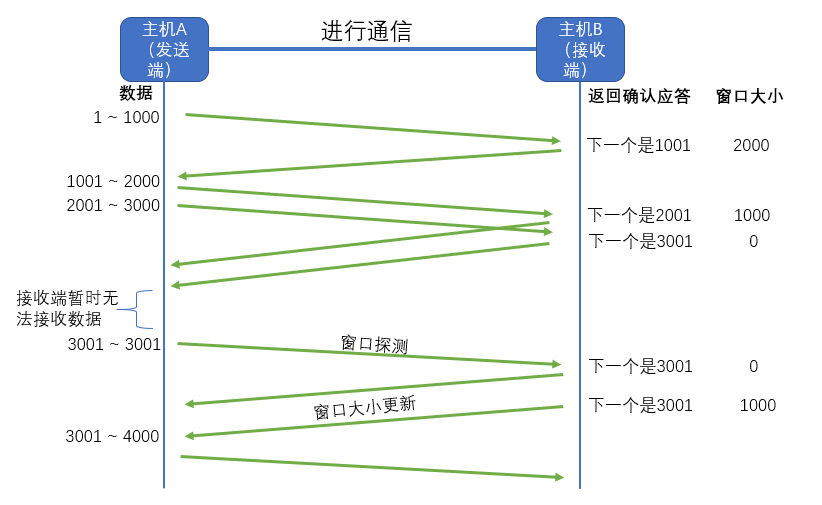 进行通信
主机A
（发送
端）
主机B
（接收
端）
数据
返回确认应答 窗口大小
1 ~ 1000
下一个是1001 2000
1001 ~ 2000
2001 ~ 3000
下一个是2001 1000
下一个是3001 0
接收端暂时无
法接收数据
3001 ~ 3001
窗口探测
下一个是3001 0
窗口大小更新
下一个是3001 1000
3001 ~ 4000